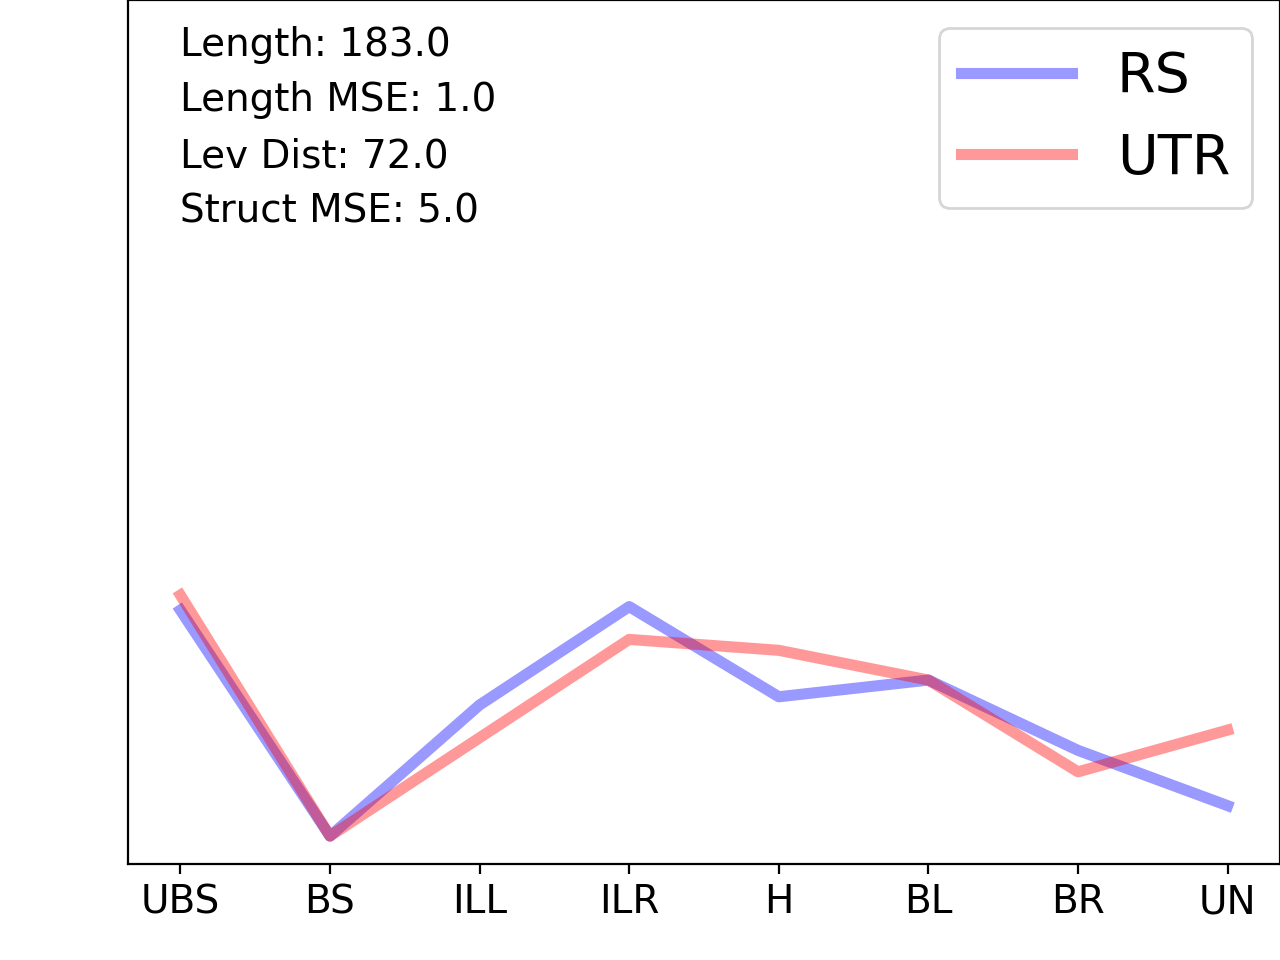 Length: 183.0
Length MSE: 1.0
Lev Dist: 72.0
Struct MSE: 5.0
RS
UTR
UBS BS ILL ILR H BL BR UN